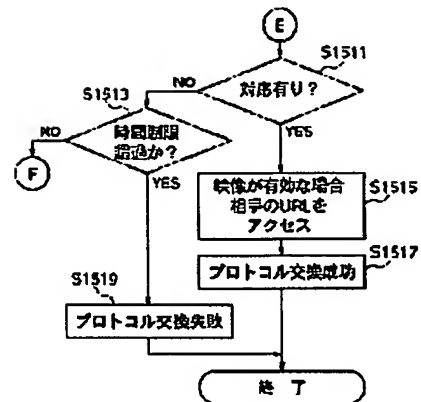 E
S1511
対応有り?
NO
YES
S1513
時間制限
超過か?
NO
YES
F
映像が有効な場合
相手のURLを
アクセス
S1515
プロトコル交換成功
S1517
S1519
プロトコル交換失敗
終 了